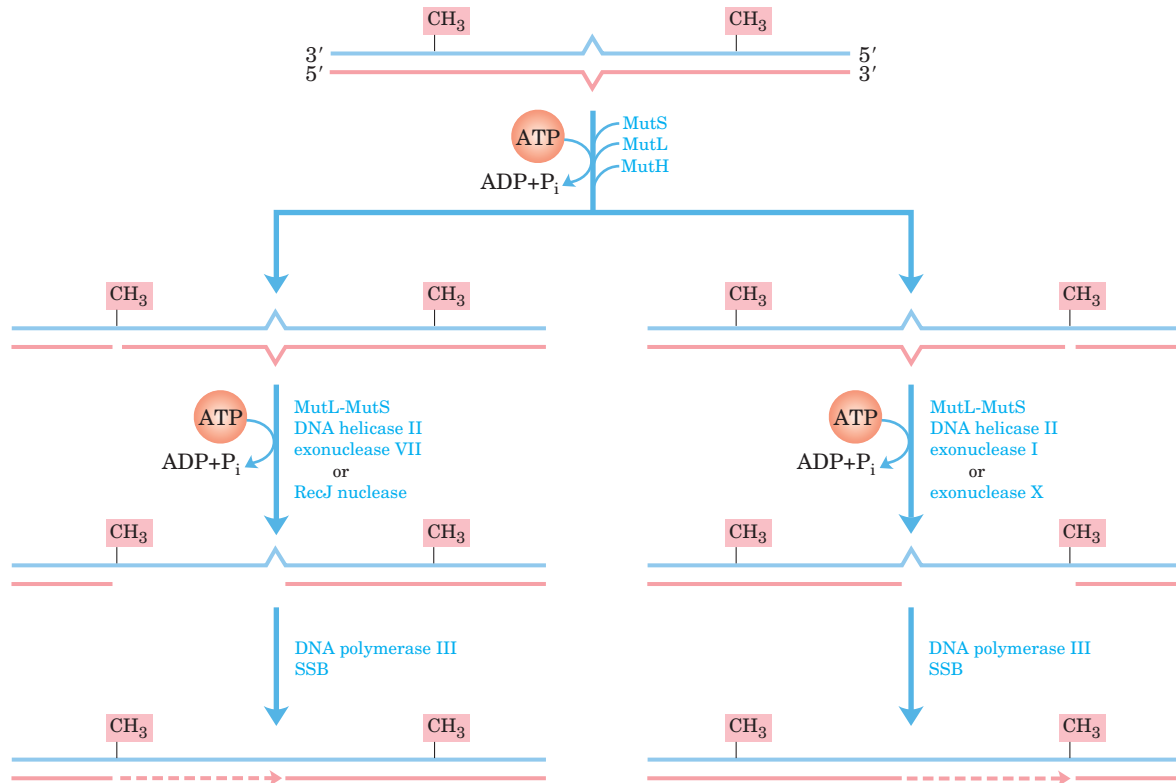 CH₃ CH₃
3′ 5′
5′ 3′
MutS
ATP MutL
MutH
ADP+Pᵢ
CH₃ CH₃
CH₃ CH₃
ATP
ADP+Pᵢ
MutL-MutS
DNA helicase II
exonuclease VII
or
RecJ nuclease
ATP
ADP+Pᵢ
MutL-MutS
DNA helicase II
exonuclease I
or
exonuclease X
CH₃ CH₃
CH₃ CH₃
DNA polymerase III
SSB
DNA polymerase III
SSB
CH₃ CH₃
CH₃ CH₃